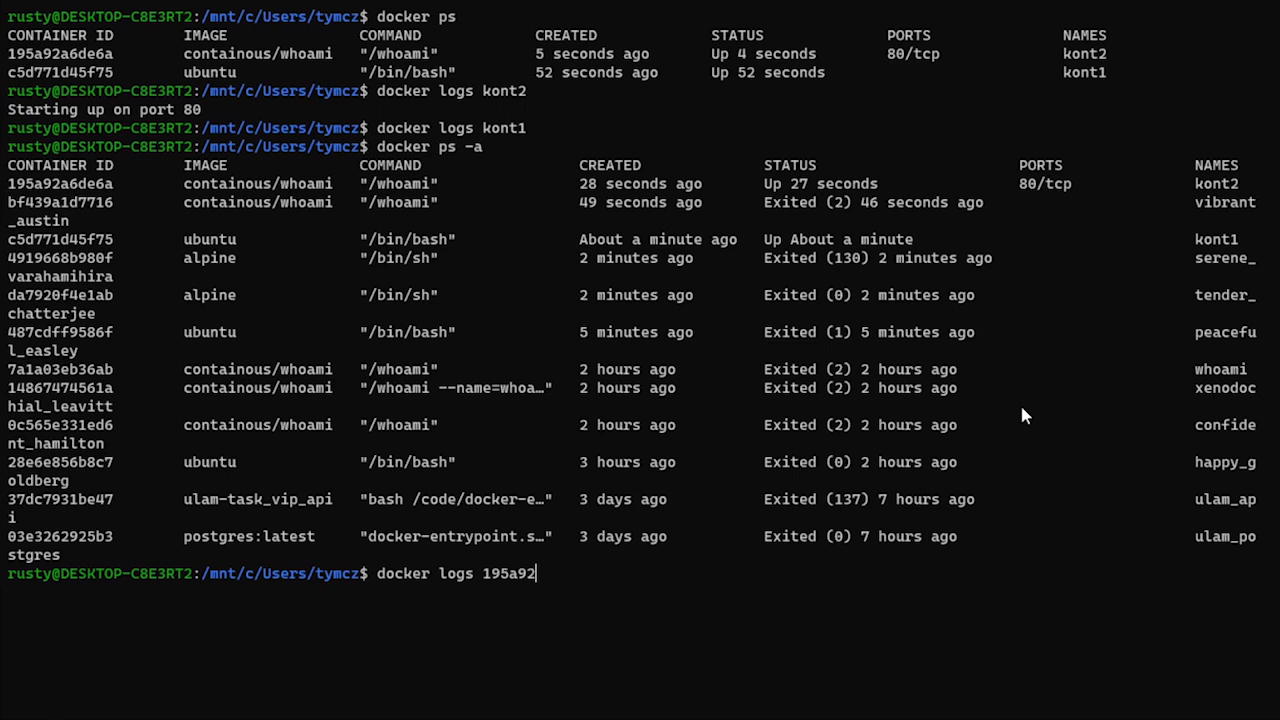 rusty@DESKTOP-C8E3RT2:/mnt/c/Users/tymcz$ docker ps
CONTAINER ID   IMAGE   COMMAND   CREATED   STATUS   PORTS   NAMES
195a92a6de6a   containous/whoami   "/whoami"   5 seconds ago   Up 4 seconds   80/tcp   kont2
c5d771d45f75   ubuntu   "/bin/bash"   52 seconds ago   Up 52 seconds   kont1
rusty@DESKTOP-C8E3RT2:/mnt/c/Users/tymcz$ docker logs kont2
Starting up on port 80
rusty@DESKTOP-C8E3RT2:/mnt/c/Users/tymcz$ docker logs kont1
rusty@DESKTOP-C8E3RT2:/mnt/c/Users/tymcz$ docker ps -a
CONTAINER ID   IMAGE   COMMAND   CREATED   STATUS   PORTS   NAMES
195a92a6de6a   containous/whoami   "/whoami"   28 seconds ago   Up 27 seconds   80/tcp   kont2
bf439a1d7716   containous/whoami   "/whoami"   49 seconds ago   Exited (2) 46 seconds ago   vibrant
_austin
c5d771d45f75   ubuntu   "/bin/bash"   About a minute ago   Up About a minute   kont1
4919668b980f   alpine   "/bin/sh"   2 minutes ago   Exited (130) 2 minutes ago   serene_
varahamihira
da7920f4e1ab   alpine   "/bin/sh"   2 minutes ago   Exited (0) 2 minutes ago   tender_
chatterjee
487cdff9586f   ubuntu   "/bin/bash"   5 minutes ago   Exited (1) 5 minutes ago   peacefu
l_easley
7a1a03eb36ab   containous/whoami   "/whoami"   2 hours ago   Exited (2) 2 hours ago   whoami
14867474561a   containous/whoami   "/whoami --name=whoa…"   2 hours ago   Exited (2) 2 hours ago   xenodoc
hial_leavitt
0c565e331ed6   containous/whoami   "/whoami"   2 hours ago   Exited (2) 2 hours ago   confide
nt_hamilton
28e6e856b8c7   ubuntu   "/bin/bash"   3 hours ago   Exited (0) 2 hours ago   happy_g
oldberg
37dc7931be47   ulam-task_vip_api   "bash /code/docker-e…"   3 days ago   Exited (137) 7 hours ago   ulam_ap
i
03e3262925b3   postgres:latest   "docker-entrypoint.s…"   3 days ago   Exited (0) 7 hours ago   ulam_po
stgres
rusty@DESKTOP-C8E3RT2:/mnt/c/Users/tymcz$ docker logs 195a92